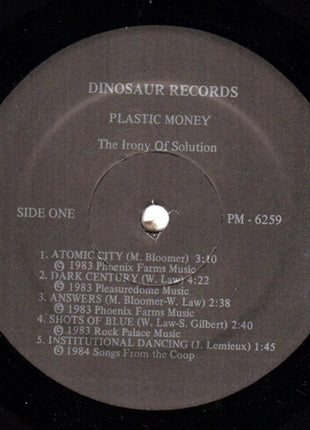 DINOSAUR RECORDS
PLASTIC MONEY
The Irony Of Solution
SIDE ONE PM - 6259
1. ATOMIC CITY (M. Bloomer) 3:10
© 1983 Phoenix Farms Music
2. DARK CENTURY (W. Law) 4:22
© 1983 Pleasuredome Music
3. ANSWERS (M. Bloomer-W. Law) 2:38
© 1983 Phoenix Farms Music
4. SHOTS OF BLUE (W. Law-S. Gilbert) 2:40
© 1983 Rock Palace Music
5. INSTITUTIONAL DANCING (J. Lemieux) 1:45
© 1984 Songs From the Coop